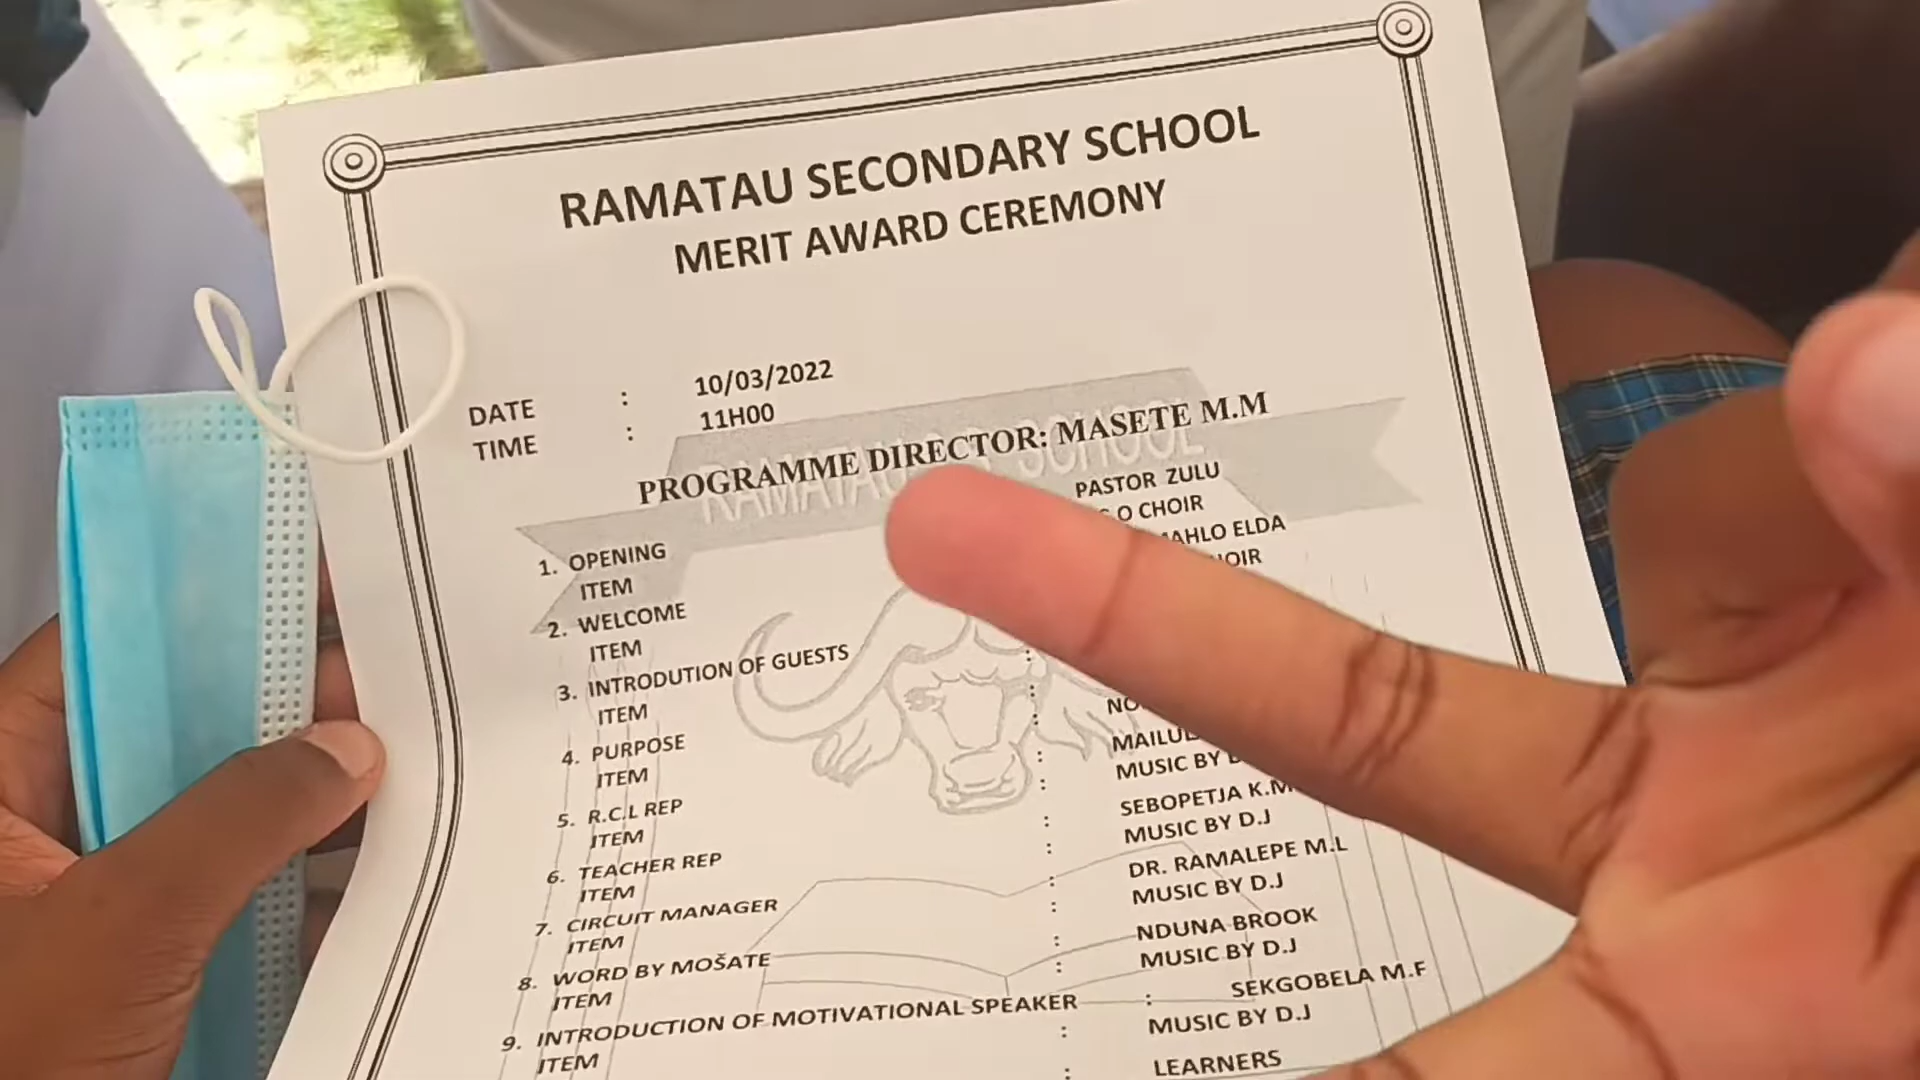 RAMATAU SECONDARY SCHOOL
MERIT AWARD CEREMONY
DATE : 10/03/2022
TIME : 11H00
RAMATAU SCHOOL
PROGRAMME DIRECTOR: MASETE M.M
1. OPENING PASTOR ZULU
ITEM CHOIR
2. WELCOME ELDA
ITEM
3. INTRODUTION OF GUESTS :
ITEM :
4. PURPOSE :
ITEM : MUSIC BY
5. R.C.L REP : SEBOPETJA
ITEM : MUSIC BY D.J
6. TEACHER REP : DR. RAMALEPE M.L
ITEM : MUSIC BY D.J
7. CIRCUIT MANAGER : NDUNA BROOK
ITEM : MUSIC BY D.J
8. WORD BY MOŠATE : SEKGOBELA M.F
ITEM : MUSIC BY D.J
9. INTRODUCTION OF MOTIVATIONAL SPEAKER : LEARNERS
ITEM :